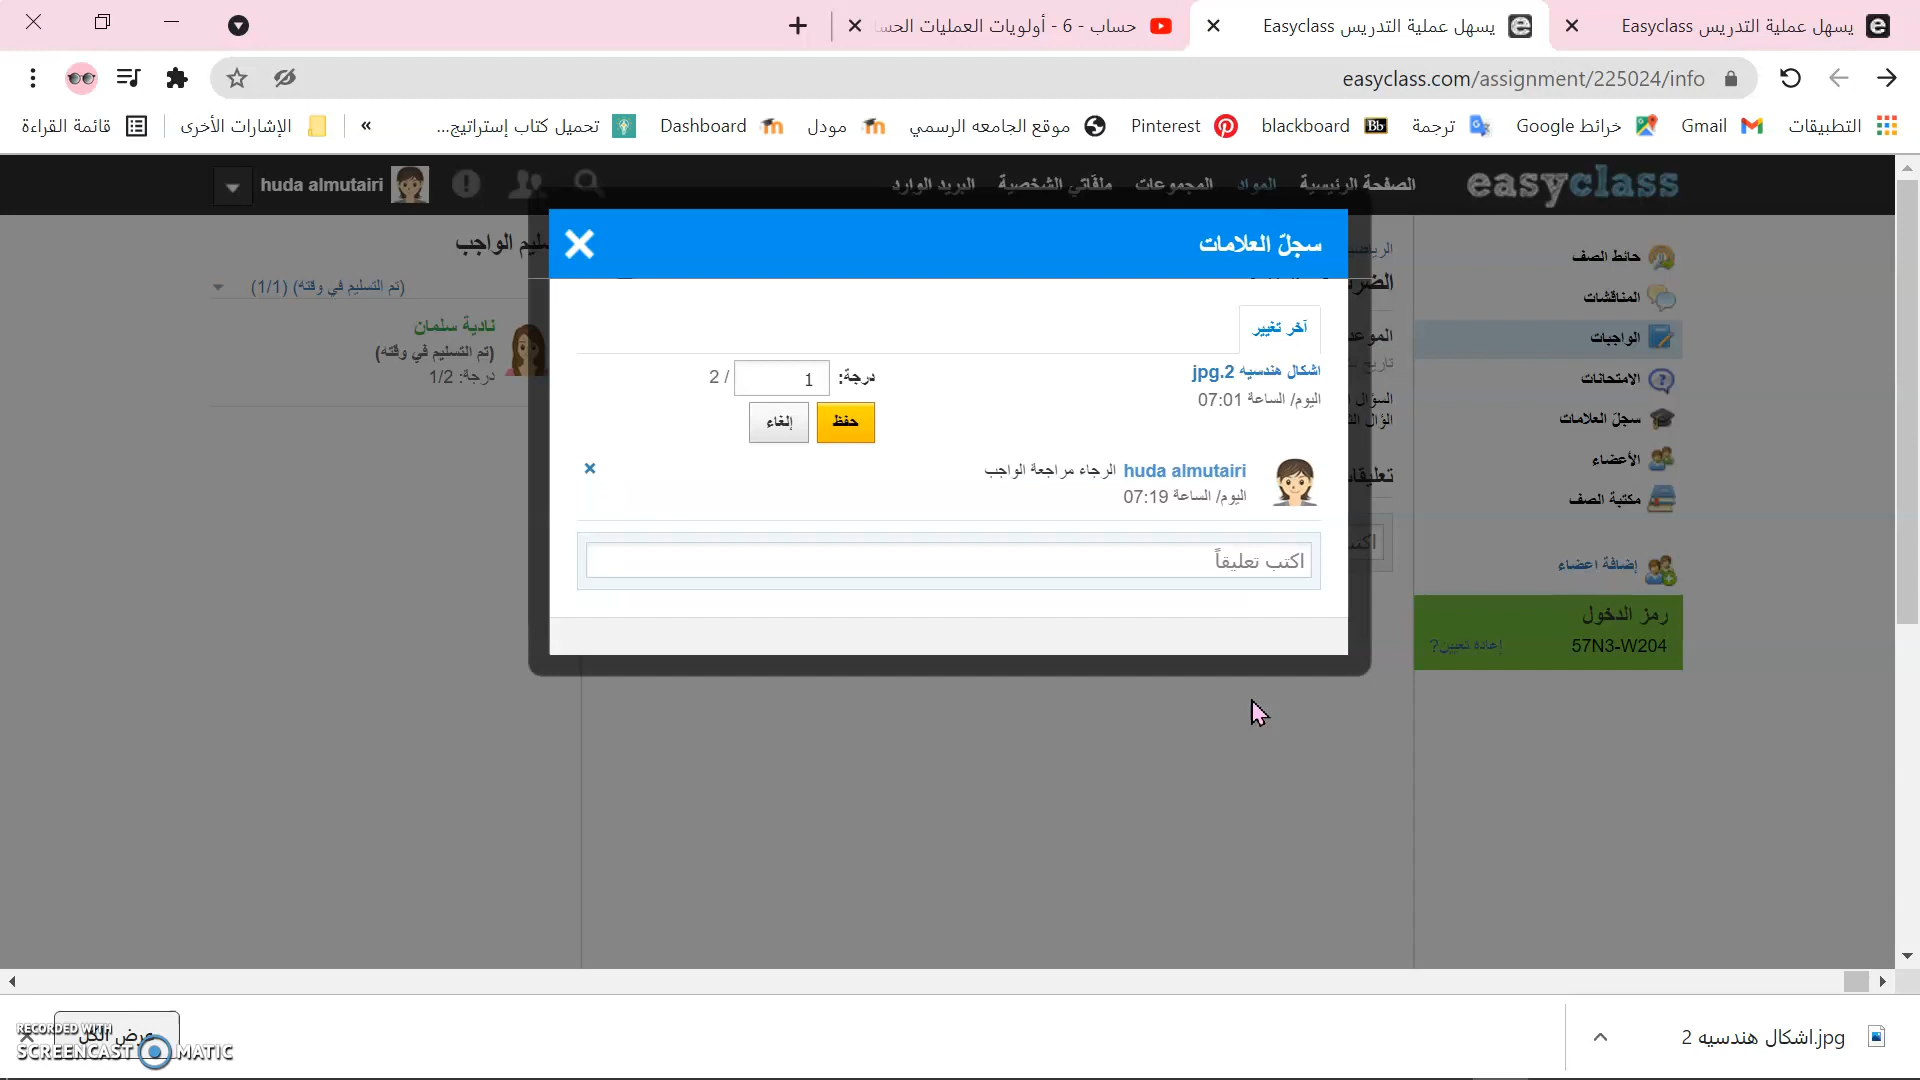 يسهل عملية التدريس Easyclass
يسهل عملية التدريس Easyclass
حساب - 6 - أولويات العمليات الحسا
easyclass.com/assignment/225024/info
التطبيقات
Gmail
خرائط Google
ترجمة
blackboard
Pinterest
موقع الجامعه الرسمي
مودل
Dashboard
تحميل كتاب إستراتيج...
«
الإشارات الأخرى
قائمة القراءة
easyclass
الصفحة الرئيسية
المواد
المجموعات
ملفّاتي الشخصية
البريد الوارد
huda almutairi
حائط الصف
المناقشات
الواجبات
الامتحانات
سجلّ العلامات
الأعضاء
مكتبة الصف
إضافة اعضاء
رمز الدخول
57N3-W204
إعادة تعيين؟
سجلّ العلامات
آخر تغيير
اشكال هندسيه 2.jpg
اليوم/ الساعة 07:01
درجة: 1 / 2
حفظ
إلغاء
huda almutairi الرجاء مراجعة الواجب
اليوم/ الساعة 07:19
اكتب تعليقاً
الواجب
(تم التسليم في وقته) (1/1)
نادية سلمان
(تم التسليم في وقته)
درجة: 1/2
اشكال هندسيه 2.jpg
عرض الكل
RECORDED WITH
SCREENCAST MATIC